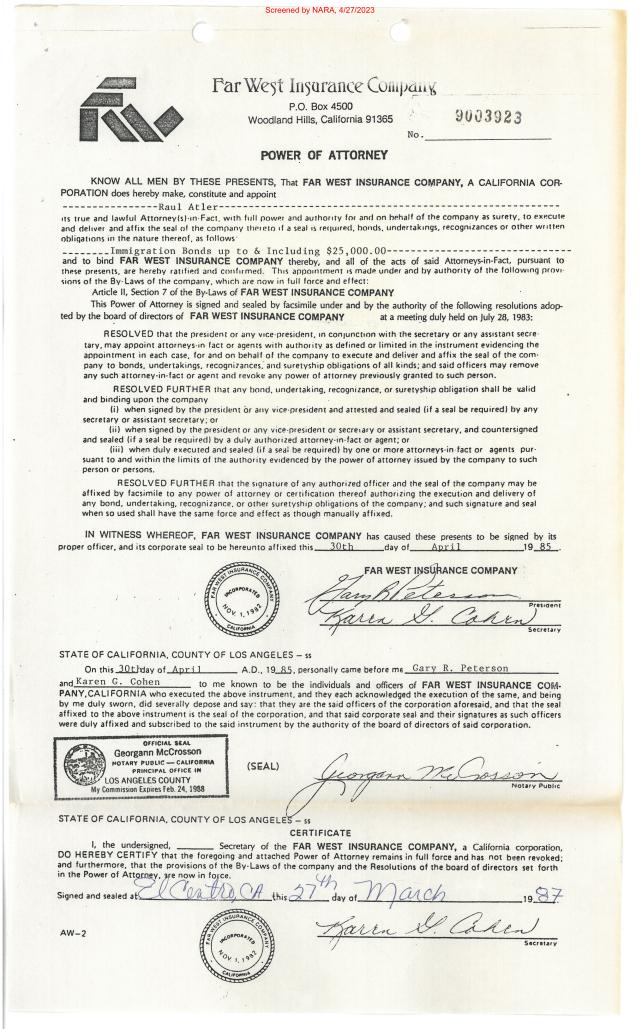 Screened by NARA, 4/27/2023
Far West Insurance Company
P.O. Box 4500
Woodland Hills, California 91365
No. 9003923
POWER OF ATTORNEY
KNOW ALL MEN BY THESE PRESENTS, That FAR WEST INSURANCE COMPANY, A CALIFORNIA COR-
PORATION does hereby make, constitute and appoint
----------------Raul Atler----------------
its true and lawful Attorney(s)-in-Fact, with full power and authority for and on behalf of the company as surety, to execute
and deliver and affix the seal of the company thereto if a seal is required, bonds, undertakings, recognizances or other written
obligations in the nature thereof, as follows:
--------Immigration Bonds up to & Including $25,000.00----------------
and to bind FAR WEST INSURANCE COMPANY thereby, and all of the acts of said Attorneys-in-Fact, pursuant to
these presents, are hereby ratified and confirmed. This appointment is made under and by authority of the following provi-
sions of the By-Laws of the company, which are now in full force and effect:
Article II, Section 7 of the By-Laws of FAR WEST INSURANCE COMPANY
This Power of Attorney is signed and sealed by facsimile under and by the authority of the following resolutions adop-
ted by the board of directors of FAR WEST INSURANCE COMPANY at a meeting duly held on July 28, 1983:
RESOLVED that the president or any vice-president, in conjunction with the secretary or any assistant secre-
tary, may appoint attorneys-in fact or agents with authority as defined or limited in the instrument evidencing the
appointment in each case, for and on behalf of the company to execute and deliver and affix the seal of the com-
pany to bonds, undertakings, recognizances, and suretyship obligations of all kinds; and said officers may remove
any such attorney-in-fact or agent and revoke any power of attorney previously granted to such person.
RESOLVED FURTHER that any bond, undertaking, recognizance, or suretyship obligation shall be valid
and binding upon the company
(i) when signed by the president or any vice-president and attested and sealed (if a seal be required) by any
secretary or assistant secretary; or
(ii) when signed by the president or any vice-president or secretary or assistant secretary, and countersigned
and sealed (if a seal be required) by a duly authorized attorney-in-fact or agent; or
(iii) when duly executed and sealed (if a seal be required) by one or more attorneys-in-fact or agents pur-
suant to and within the limits of the authority evidenced by the power of attorney issued by the company to such
person or persons.
RESOLVED FURTHER that the signature of any authorized officer and the seal of the company may be
affixed by facsimile to any power of attorney or certification thereof authorizing the execution and delivery of
any bond, undertaking, recognizance, or other suretyship obligations of the company; and such signature and seal
when so used shall have the same force and effect as though manually affixed.
IN WITNESS WHEREOF, FAR WEST INSURANCE COMPANY has caused these presents to be signed by its
proper officer, and its corporate seal to be hereunto affixed this 30th day of April 19 85.
FAR WEST INSURANCE COMPANY
FAR WEST INSURANCE COMPANY
INCORPORATED
NOV. 1, 1982
CALIFORNIA
Gary R Peterson
President
Karen G. Cohen
Secretary
STATE OF CALIFORNIA, COUNTY OF LOS ANGELES – ss
On this 30th day of April A.D., 1985, personally came before me Gary R. Peterson
and Karen G. Cohen to me known to be the individuals and officers of FAR WEST INSURANCE COM-
PANY, CALIFORNIA who executed the above instrument, and they each acknowledged the execution of the same, and being
by me duly sworn, did severally depose and say: that they are the said officers of the corporation aforesaid, and that the seal
affixed to the above instrument is the seal of the corporation, and that said corporate seal and their signatures as such officers
were duly affixed and subscribed to the said instrument by the authority of the board of directors of said corporation.
OFFICIAL SEAL
Georgann McCrosson
NOTARY PUBLIC — CALIFORNIA
PRINCIPAL OFFICE IN
LOS ANGELES COUNTY
My Commission Expires Feb. 24, 1988
(SEAL)
Georgann McCrosson
Notary Public
STATE OF CALIFORNIA, COUNTY OF LOS ANGELES – ss
CERTIFICATE
I, the undersigned, ______ Secretary of the FAR WEST INSURANCE COMPANY, a California corporation,
DO HEREBY CERTIFY that the foregoing and attached Power of Attorney remains in full force and has not been revoked;
and furthermore, that the provisions of the By-Laws of the company and the Resolutions of the board of directors set forth
in the Power of Attorney, are now in force.
Signed and sealed at El Centro, CA this 27th day of March 19 87
FAR WEST INSURANCE COMPANY
INCORPORATED
NOV. 1, 1982
CALIFORNIA
Karen G. Cohen
Secretary
AW-2